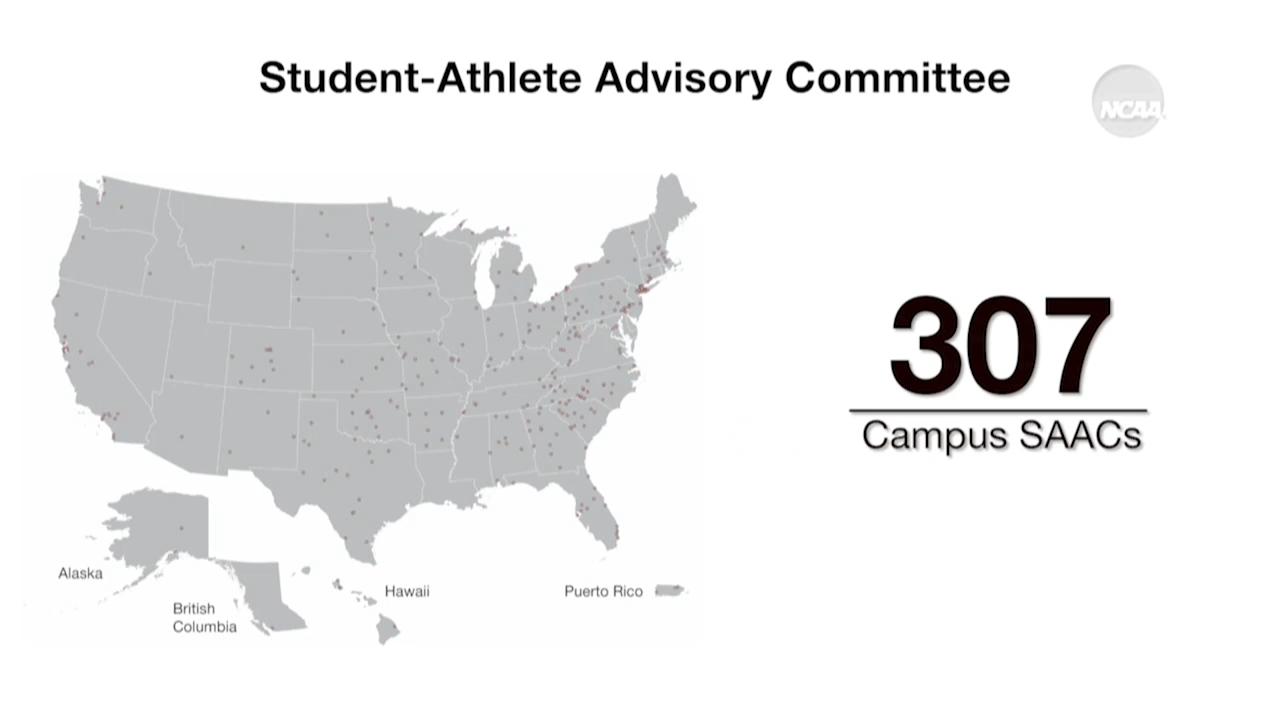 Student-Athlete Advisory Committee
NCAA
307
Campus SAACs
Alaska
British
Columbia
Hawaii
Puerto Rico